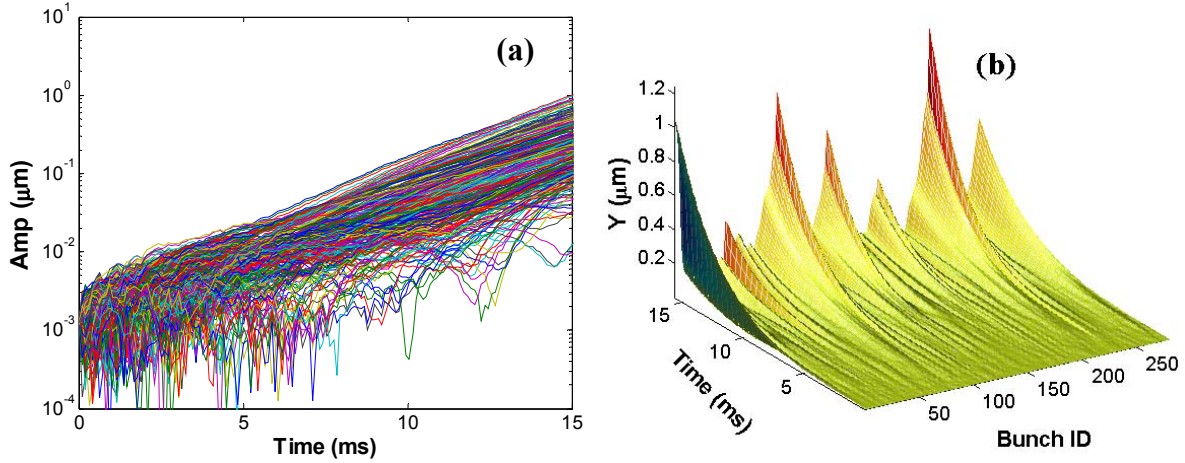 (a)
10^1
10^0
10^-1
10^-2
10^-3
10^-4
Amp (μm)
0 5 10 15
Time (ms)
(b)
1.2
1
0.8
0.6
0.4
0.2
Y (μm)
15
10
5
Time (ms)
50 100 150 200 250
Bunch ID